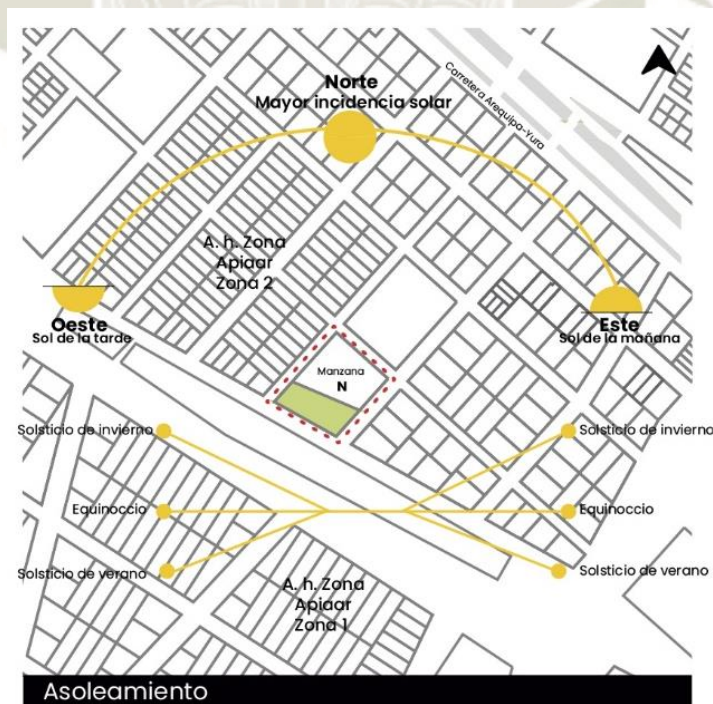 Carretera Arequipa-Yura
Norte
Mayor incidencia solar
A. h. Zona
Apiaar
Zona 2
Oeste
Sol de la tarde
Este
Sol de la mañana
Manzana
N
Solsticio de invierno
Solsticio de invierno
Equinoccio
Equinoccio
Solsticio de verano
Solsticio de verano
A. h. Zona
Apiaar
Zona 1
Asoleamiento